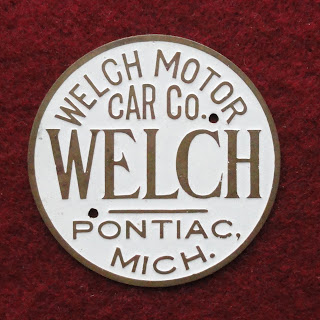 WELCH MOTOR
CAR CO.
WELCH
PONTIAC,
MICH.